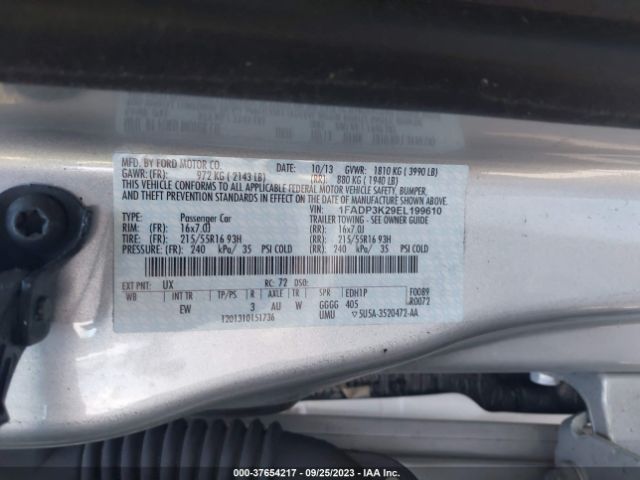 MFD. BY FORD MOTOR CO.
DATE: 10/13 GVWR: 1810 KG ( 3990 LB)
GAWR: (FR): 972 KG ( 2143 LB) (RR): 880 KG ( 1940 LB)
THIS VEHICLE CONFORMS TO ALL APPLICABLE FEDERAL MOTOR VEHICLE SAFETY, BUMPER,
AND THEFT PREVENTION STANDARDS IN EFFECT ON THE DATE OF MANUFACTURE SHOWN ABOVE.
VIN: 1FADP3K29EL199610
TYPE: Passenger Car TRAILER TOWING - SEE OWNER GUIDE
RIM: (FR): 16x7.0J (RR): 16x7.0J
TIRE: (FR): 215/55R16 93H (RR): 215/55R16 93H
PRESSURE: (FR): 240 kPa/ 35 PSI COLD (RR): 240 kPa/ 35 PSI COLD
EXT PNT: UX RC: 72 DSO:
WB INT TR TP/PS R AXLE TR SPR EDH1P F0089
R0072
EW 3 AU W GGGG 405
UMU
1201310151736
▽5U5A-3520472-AA
000-37654217 - 09/25/2023 - IAA Inc.